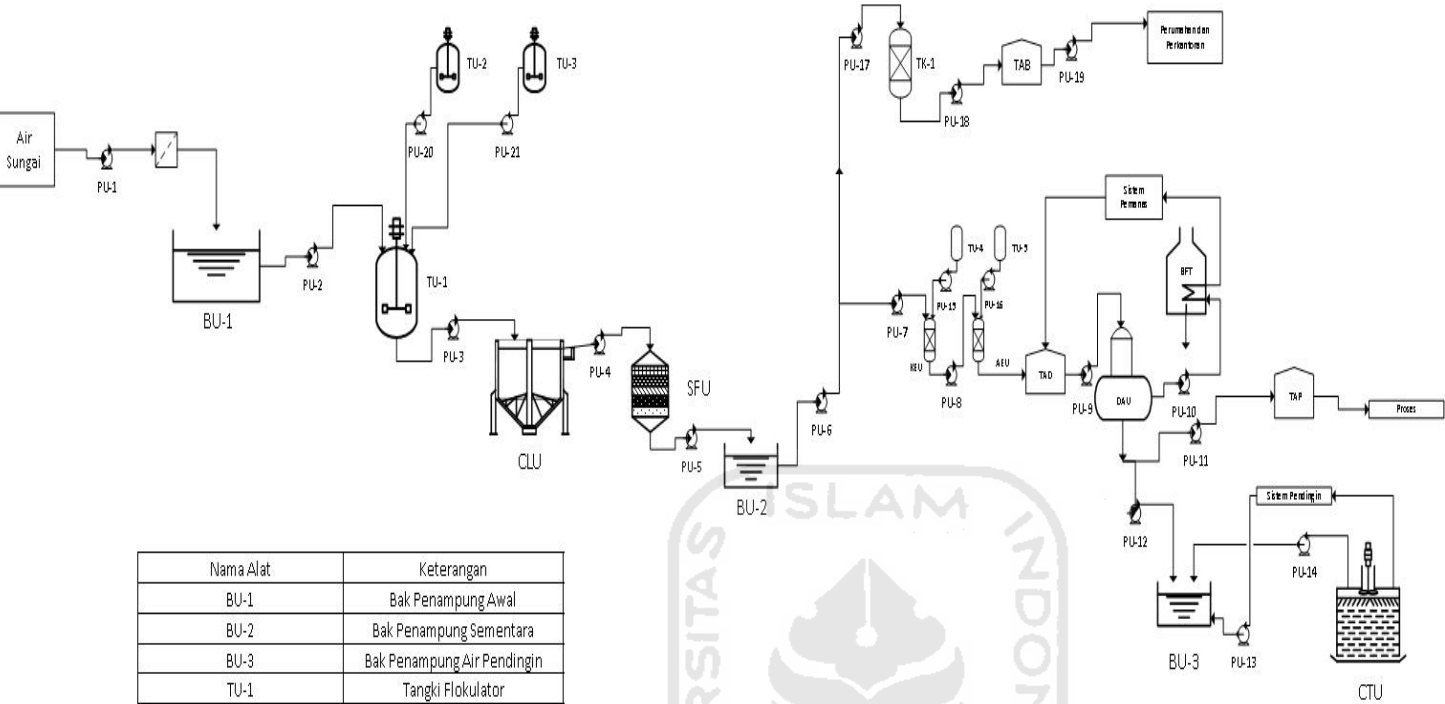 Air
Sungai
PU-1
BU-1
PU-2
TU-2
TU-3
PU-20
PU-21
TU-1
PU-3
CLU
PU-4
SFU
PU-5
BU-2
PU-6
PU-17
TK-1
PU-18
TAB
PU-19
Perumahan dan
Perkantoran
PU-7
TU-4
PU-15
KEU
PU-8
TU-5
PU-16
AEU
TAD
PU-9
Sistem
Pemanas
BFT
DAU
PU-10
PU-11
TAP
Proses
PU-12
BU-3
PU-13
Sistem Pendingin
PU-14
CTU
Nama Alat Keterangan
BU-1 Bak Penampung Awal
BU-2 Bak Penampung Sementara
BU-3 Bak Penampung Air Pendingin
TU-1 Tangki Flokulator
ISLAM